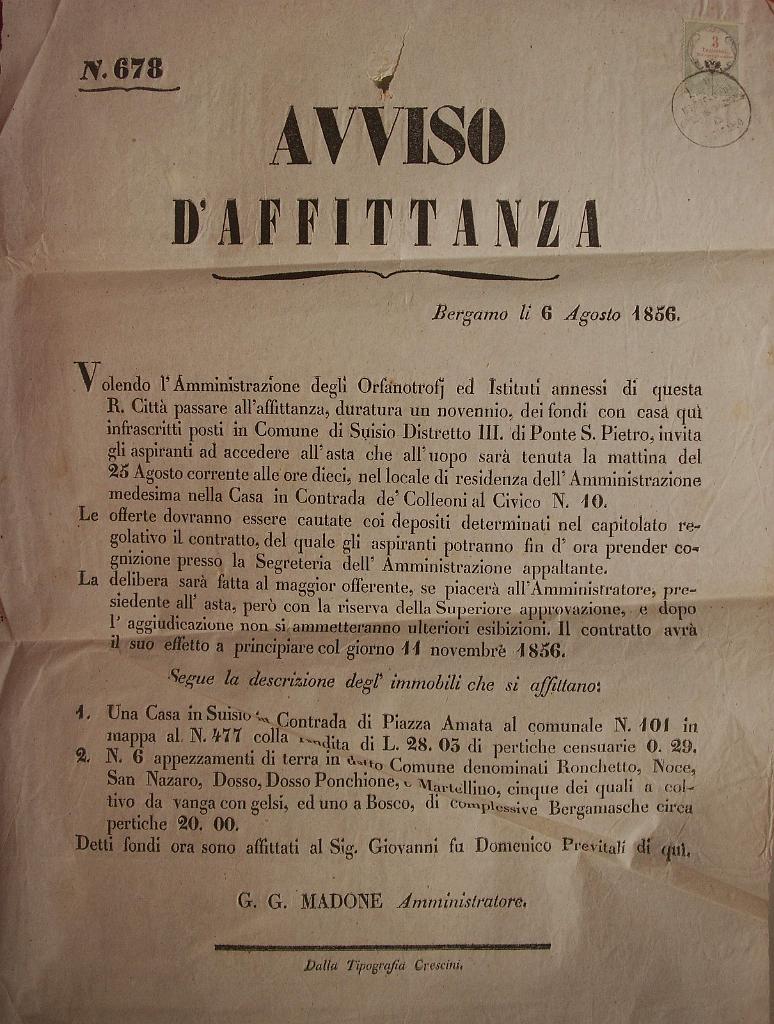 N. 678
3
AVVISO
D'AFFITTANZA
Bergamo li 6 Agosto 1856.
Volendo l'Amministrazione degli Orfanotrofj ed Istituti annessi di questa
R. Città passare all'affittanza, duratura un novennio, dei fondi con casa quì
infrascritti posti in Comune di Suisio Distretto III. di Ponte S. Pietro, invita
gli aspiranti ad accedere all'asta che all'uopo sarà tenuta la mattina del
25 Agosto corrente alle ore dieci, nel locale di residenza dell'Amministrazione
medesima nella Casa in Contrada de' Colleoni al Civico N. 10.
Le offerte dovranno essere cautate coi depositi determinati nel capitolato re-
golativo il contratto, del quale gli aspiranti potranno fin d' ora prender co-
gnizione presso la Segreteria dell' Amministrazione appaltante.
La delibera sarà fatta al maggior offerente, se piacerà all'Amministratore, pre-
siedente all' asta, però con la riserva della Superiore approvazione, e dopo
l' aggiudicazione non si ammetteranno ulteriori esibizioni. Il contratto avrà
il suo effetto a principiare col giorno 11 novembre 1856.
Segue la descrizione degl' immobili che si affittano:
1. Una Casa in Suisio in Contrada di Piazza Amata al comunale N. 101 in
mappa al N. 477 colla rendita di L. 28. 05 di pertiche censuarie 0. 29.
2. N. 6 appezzamenti di terra in detto Comune denominati Ronchetto, Noce,
San Nazaro, Dosso, Dosso Ponchione, e Martellino, cinque dei quali a col-
tivo da vanga con gelsi, ed uno a Bosco, di complessive Bergamasche circa
pertiche 20. 00.
Detti fondi ora sono affittati al Sig. Giovanni fu Domenico Previtali di quì.
G. G. MADONE Amministratore.
Dalla Tipografia Crescini.